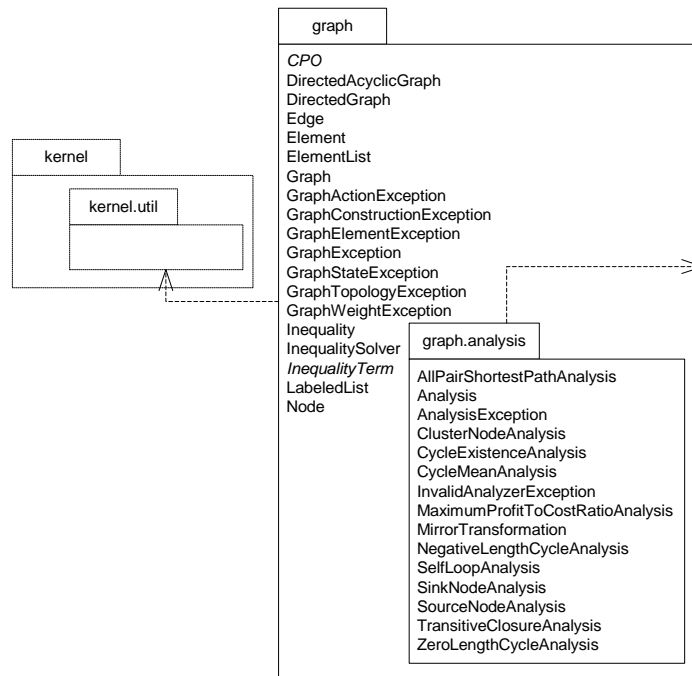 graph
CPO
DirectedAcyclicGraph
DirectedGraph
Edge
Element
ElementList
Graph
GraphActionException
GraphConstructionException
GraphElementException
GraphException
GraphStateException
GraphTopologyException
GraphWeightException
Inequality
InequalitySolver
InequalityTerm
LabeledList
Node
kernel
kernel.util
graph.analysis
AllPairShortestPathAnalysis
Analysis
AnalysisException
ClusterNodeAnalysis
CycleExistenceAnalysis
CycleMeanAnalysis
InvalidAnalyzerException
MaximumProfitToCostRatioAnalysis
MirrorTransformation
NegativeLengthCycleAnalysis
SelfLoopAnalysis
SinkNodeAnalysis
SourceNodeAnalysis
TransitiveClosureAnalysis
ZeroLengthCycleAnalysis